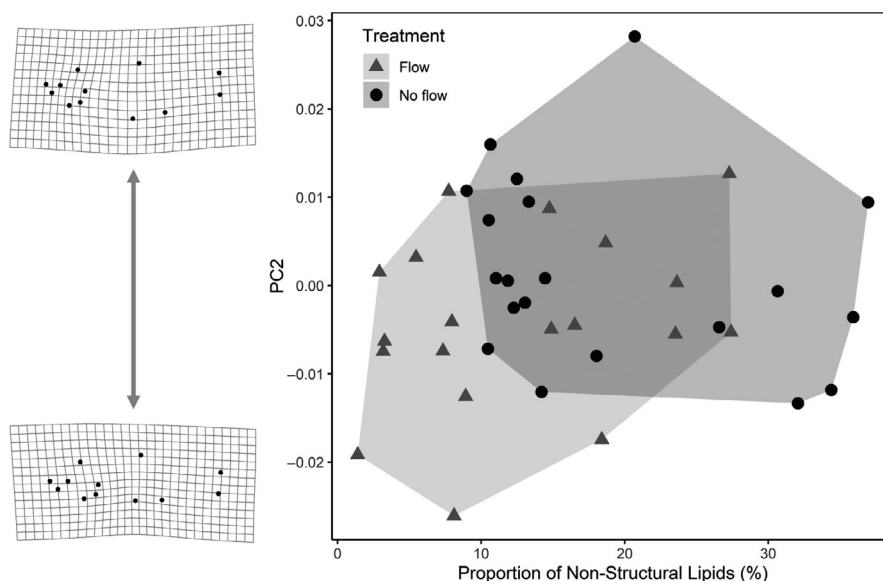 Treatment
Flow
No flow
PC2
0.03
0.02
0.01
0.00
−0.01
−0.02
0
10
20
30
Proportion of Non-Structural Lipids (%)